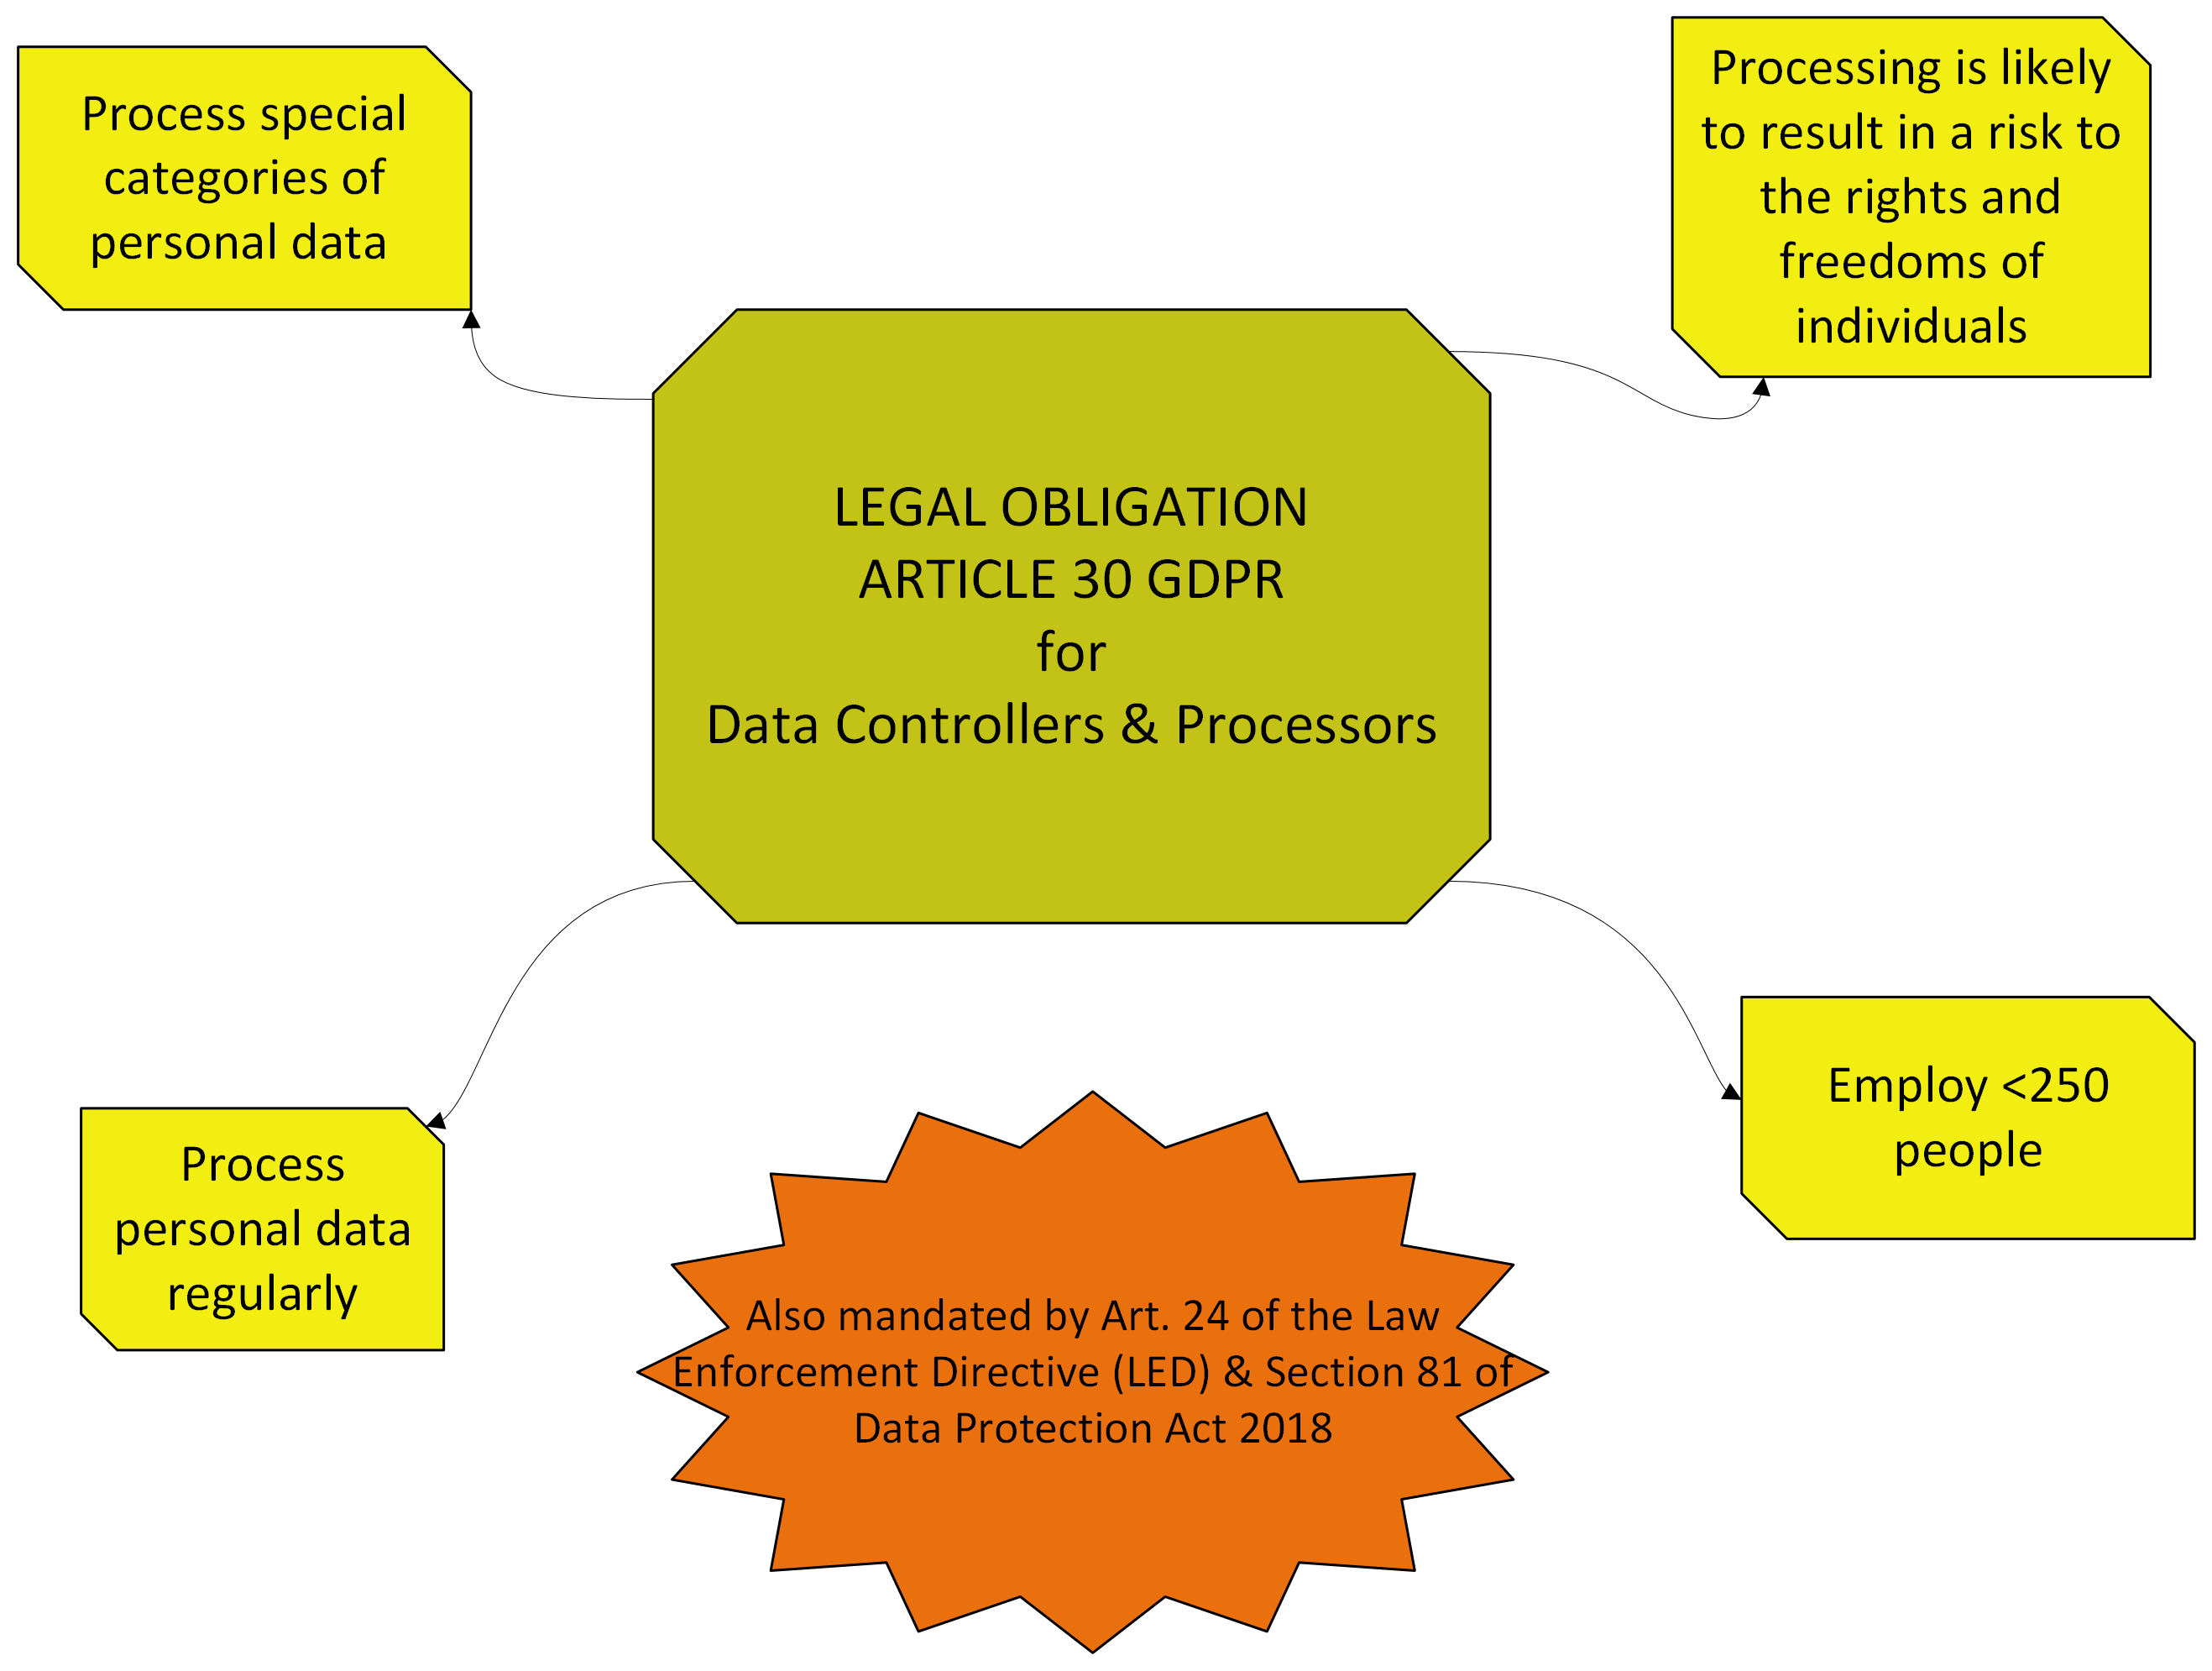 Process special
categories of
personal data
Processing is likely
to result in a risk to
the rights and
freedoms of
individuals
LEGAL OBLIGATION
ARTICLE 30 GDPR
for
Data Controllers & Processors
Process
personal data
regularly
Employ <250
people
Also mandated by Art. 24 of the Law
Enforcement Directive (LED) & Section 81 of
Data Protection Act 2018